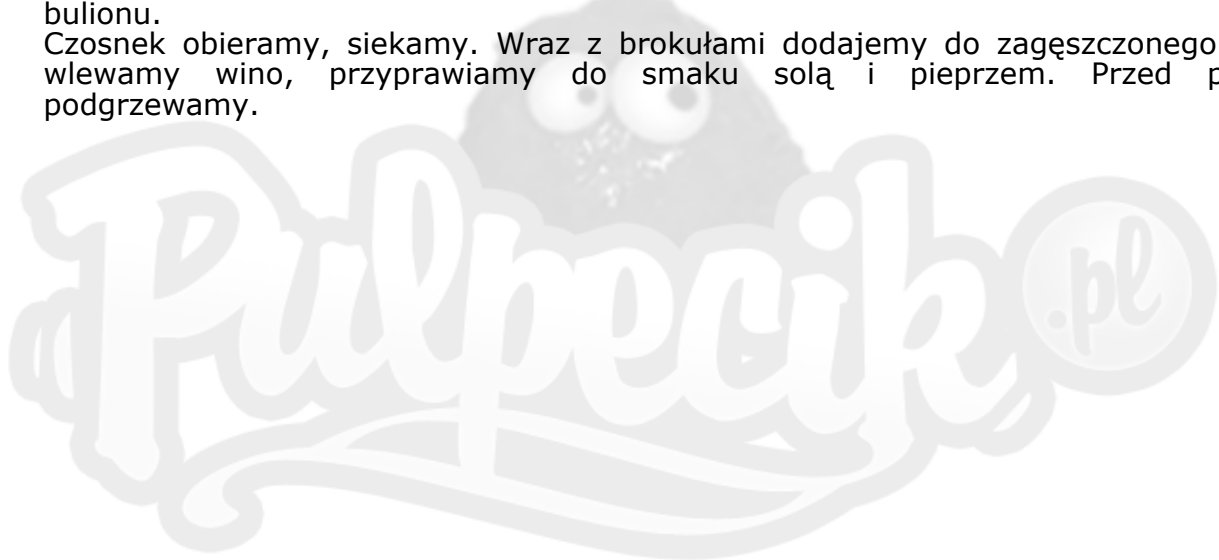 bulionu.
Czosnek obieramy, siekamy. Wraz z brokułami dodajemy do zagęszczonego
wlewamy wino, przyprawiamy do smaku solą i pieprzem. Przed
podgrzewamy.
Pulpecik .pl